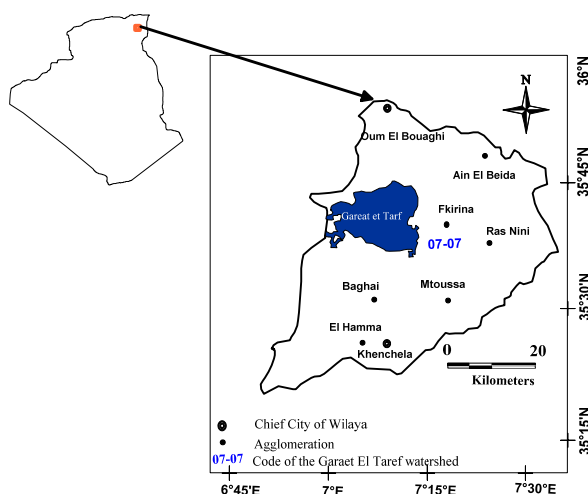 N
36°N
Oum El Bouaghi
Ain El Beida
35°45'N
Gareat et Tarf
Fkirina
Ras Nini
07-07
Baghai
Mtoussa
35°30'N
El Hamma
Khenchela
0 20
Kilometers
Chief City of Wilaya
Agglomeration
07-07 Code of the Garaet El Taref watershed
35°15'N
6°45'E 7°E 7°15'E 7°30'E